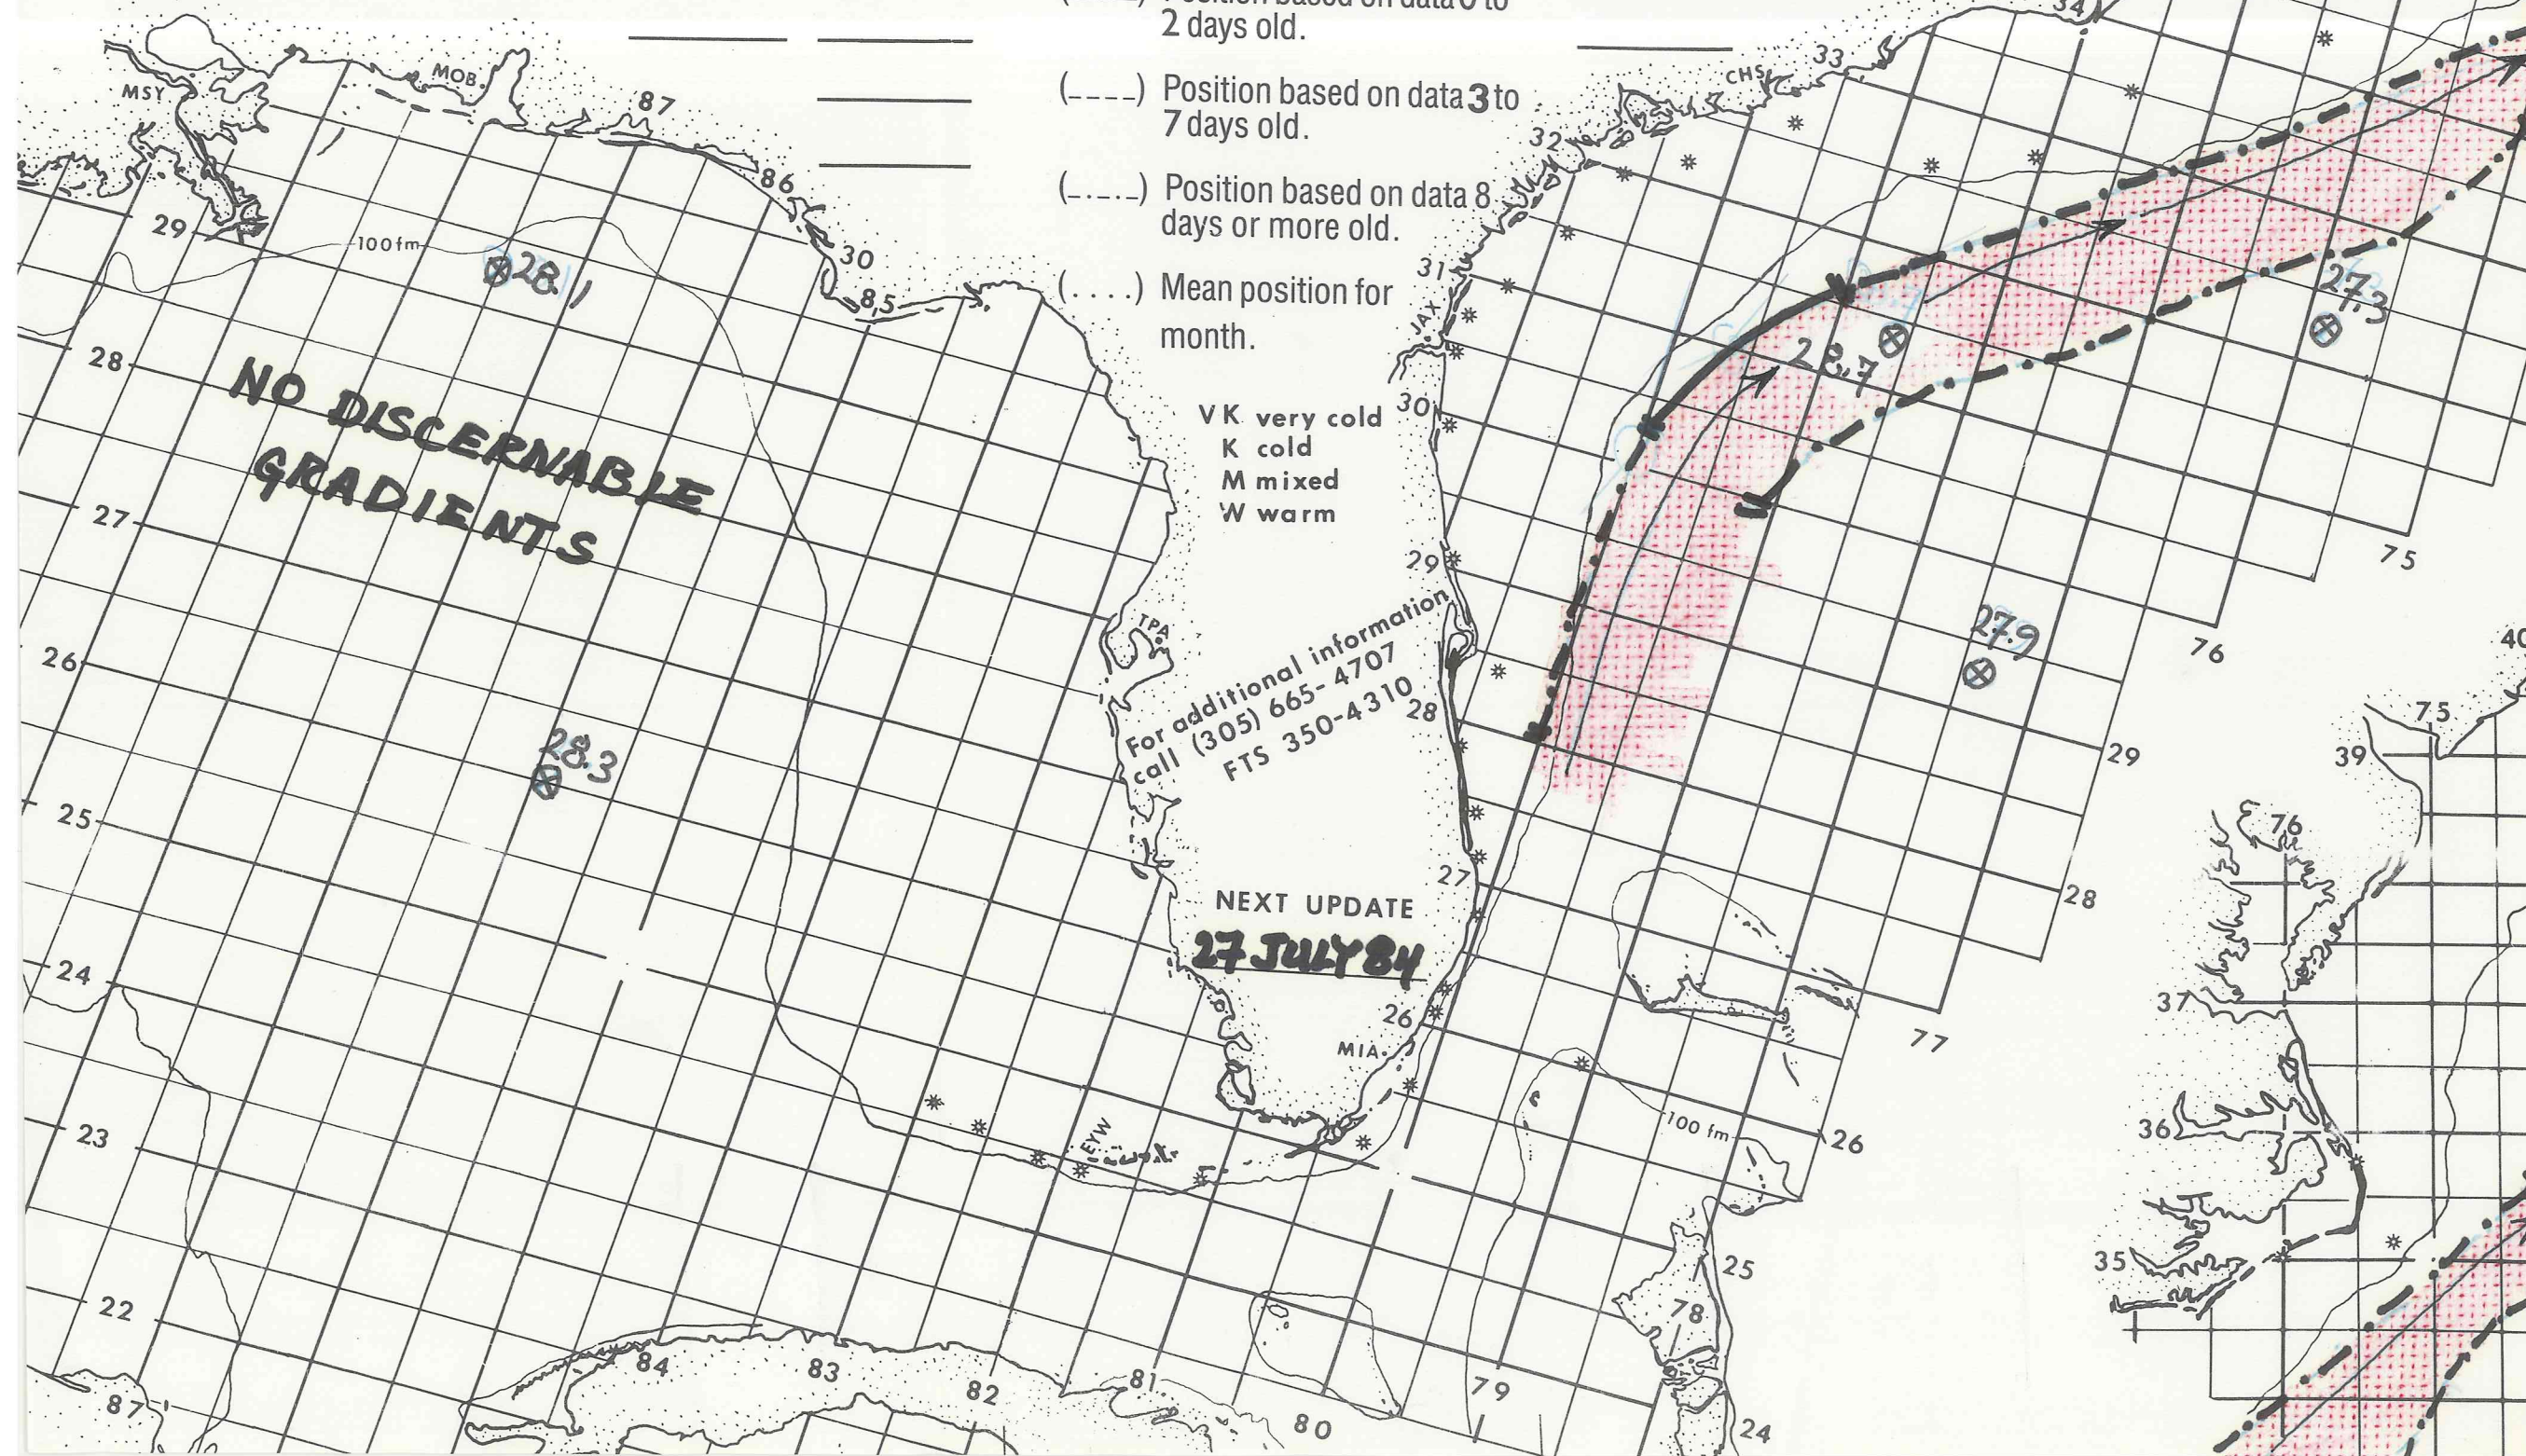 2 days old.
(____) Position based on data 3 to
7 days old.
(_._._) Position based on data 8
days or more old.
(....) Mean position for
month.
VK very cold
K cold
M mixed
W warm
For additional information
call (305) 665-4707
FTS 350-4310
NEXT UPDATE
27 JULY 84
NO DISCERNABLE
GRADIENTS
MSY
MOB.
87
86
30
85
29
100 fm
28.1
28
27
26
28.3
25
24
23
22
87
84
83
82
81
80
79
TPA
EYW
MIA.
JAX
CHS
34
33
32
31
30
29
28
27
26
28.7
27.3
27.9
75
76
29
28
77
100 fm
26
25
78
24
40
75
39
76
37
36
35